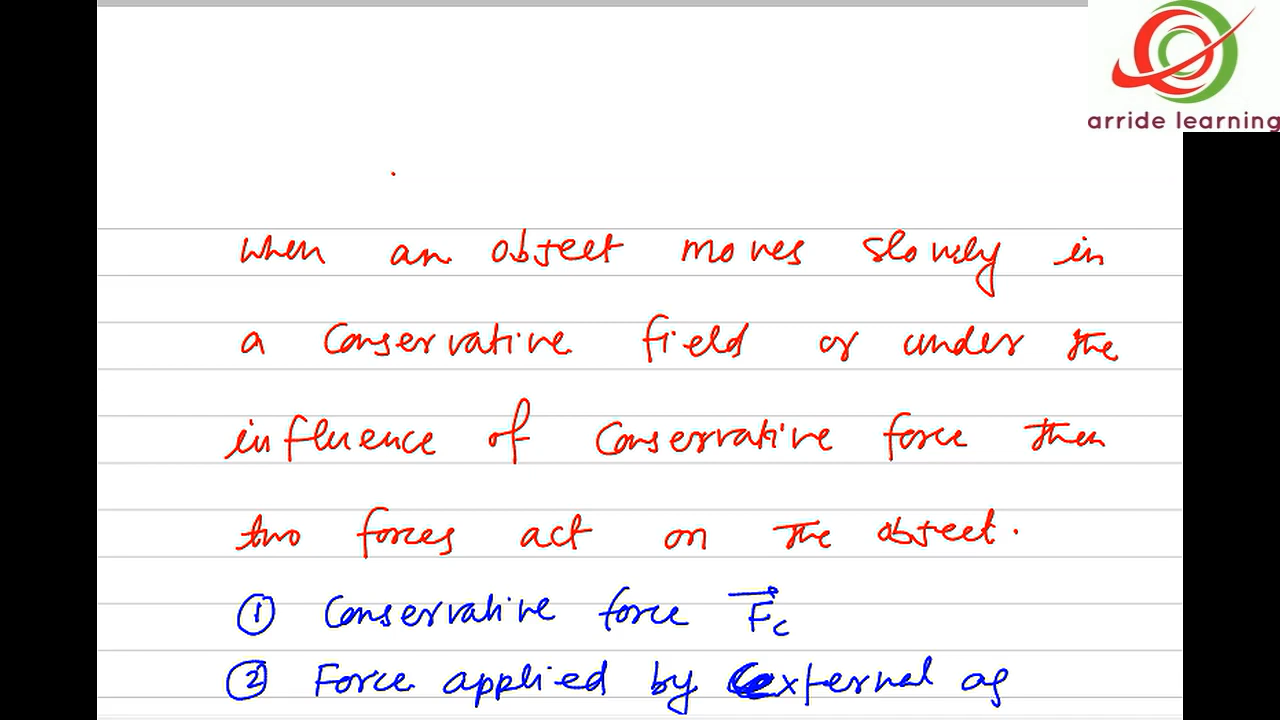 arride learning
when an object moves slowly in
a conservative field or under the
influence of conservative force then
two forces act on the object.
① Conservative force F⃗c
② Force applied by external ag